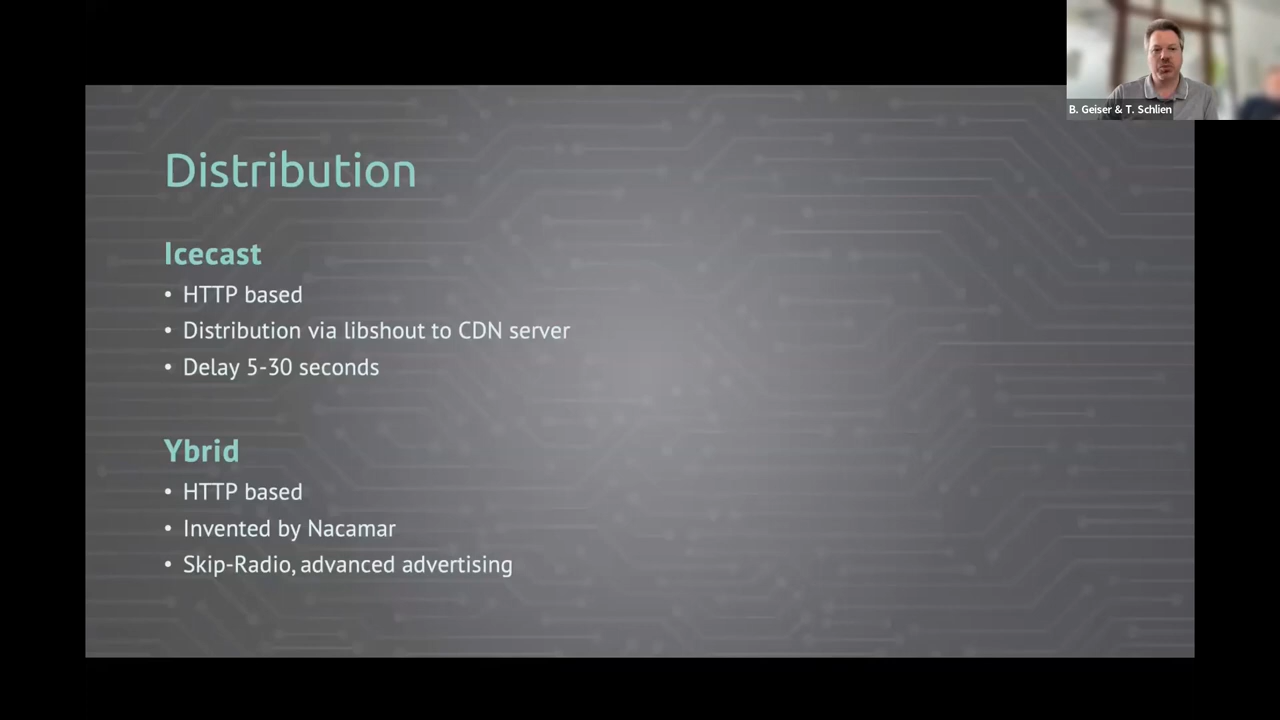 B. Geiser & T. Schlien
Distribution
Icecast
• HTTP based
• Distribution via libshout to CDN server
• Delay 5-30 seconds
Ybrid
• HTTP based
• Invented by Nacamar
• Skip-Radio, advanced advertising